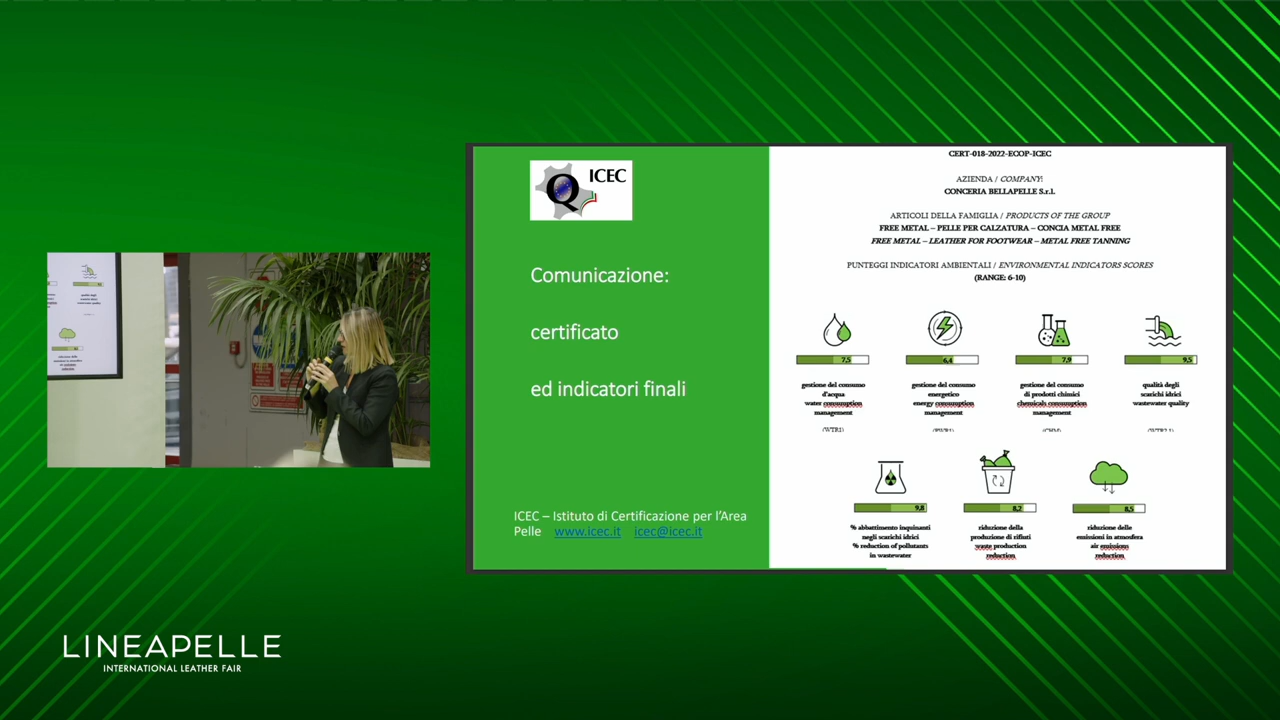 ICEC
Q
Comunicazione:
certificato
ed indicatori finali
ICEC – Istituto di Certificazione per l'Area
Pelle www.icec.it icec@icec.it
CERT-018-2022-ECOP-ICEC
AZIENDA / COMPANY:
CONCERIA BELLAPELLE S.r.l.
ARTICOLI DELLA FAMIGLIA / PRODUCTS OF THE GROUP
FREE METAL – PELLE PER CALZATURA – CONCIA METAL FREE
FREE METAL – LEATHER FOR FOOTWEAR – METAL FREE TANNING
PUNTEGGI INDICATORI AMBIENTALI / ENVIRONMENTAL INDICATORS SCORES
(RANGE: 6-10)
7,5
gestione del consumo
d'acqua
water consumption
management
6,4
gestione del consumo
energetico
energy consumption
management
7,9
gestione del consumo
di prodotti chimici
chemicals consumption
management
9,5
qualità degli
scarichi idrici
wastewater quality
9,8
% abbattimento inquinanti
negli scarichi idrici
% reduction of pollutants
in wastewater
8,2
riduzione della
produzione di rifiuti
waste production
reduction
8,5
riduzione delle
emissioni in atmosfera
air emissions
reduction
LINEAPELLE
INTERNATIONAL LEATHER FAIR